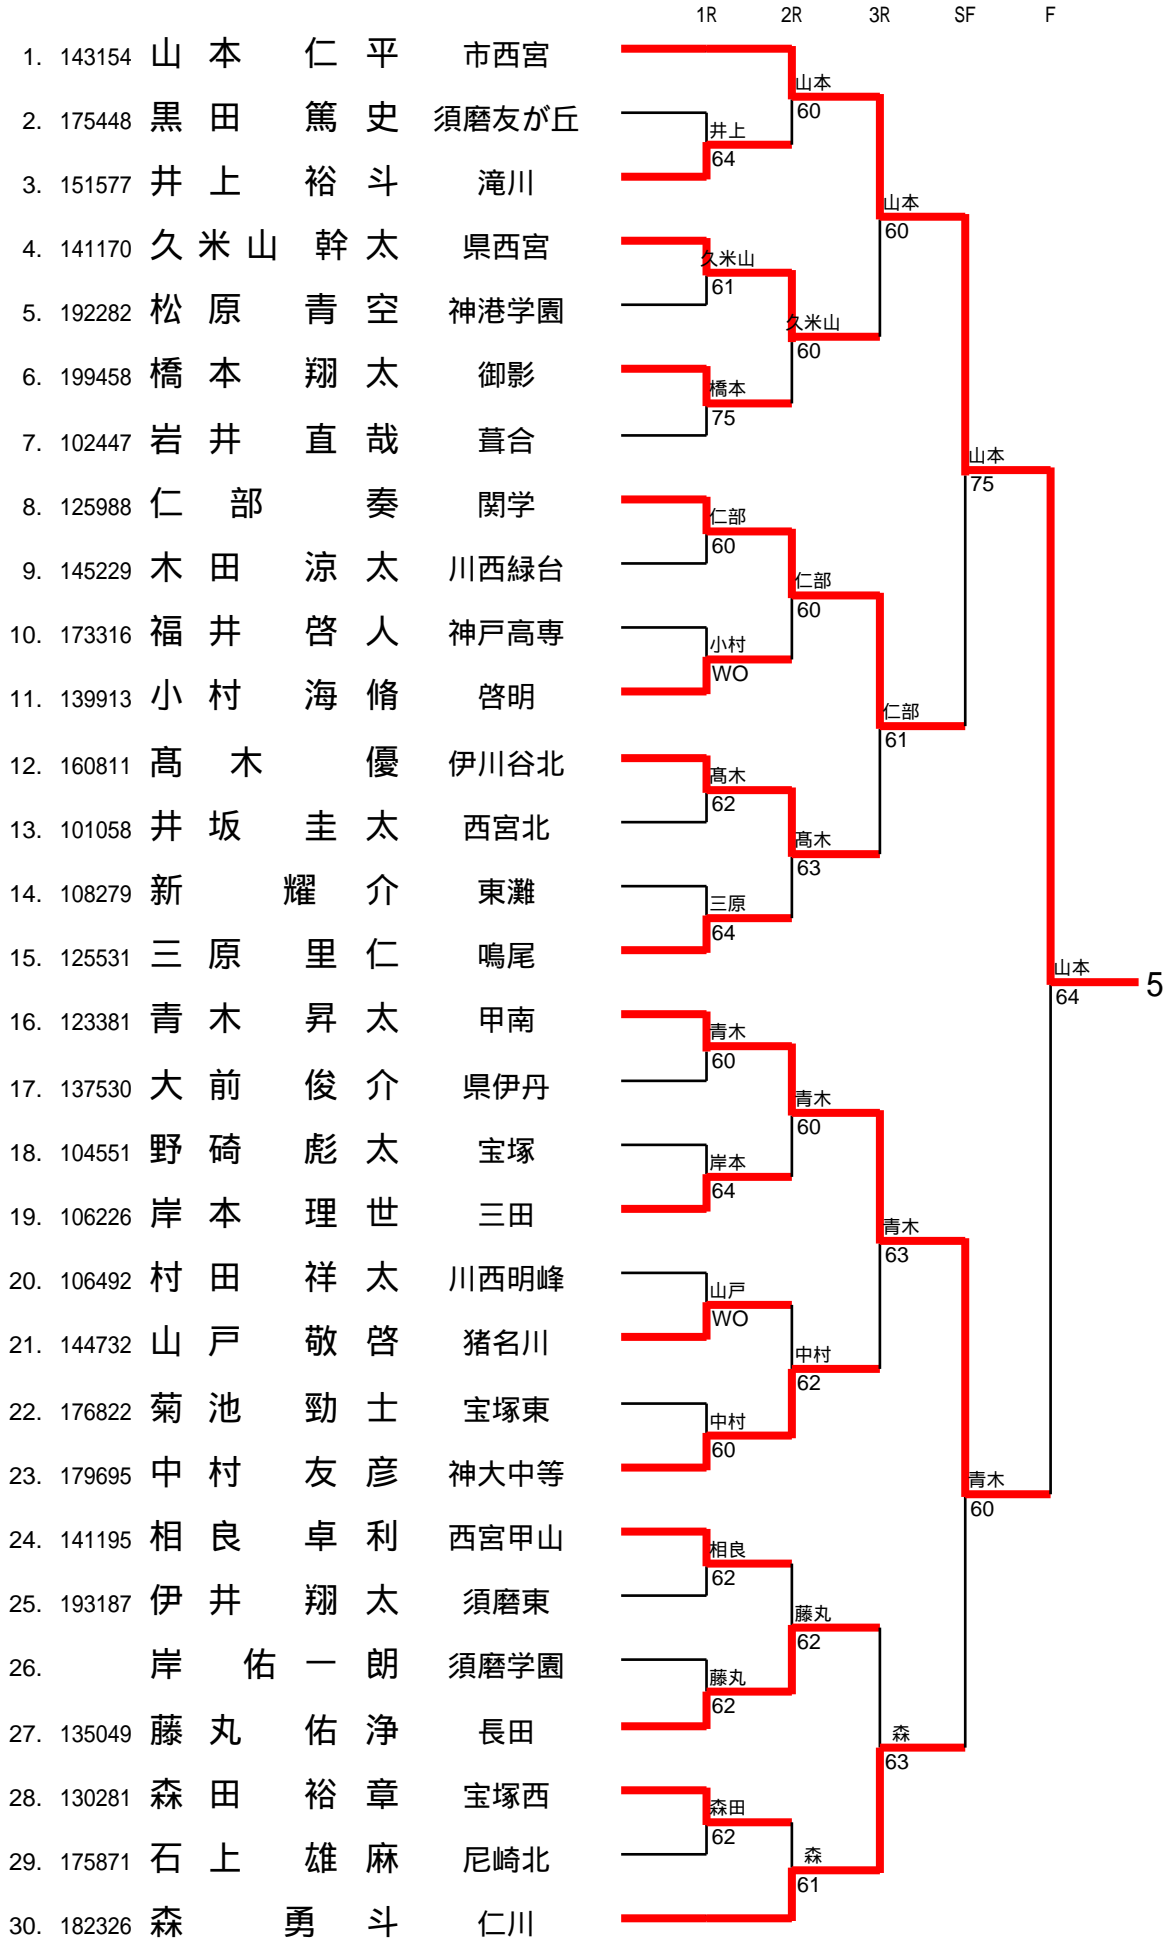 1R 2R 3R SF F
1. 143154 山本 仁平 市西宮
山本
60
2. 175448 黒田 篤史 須磨友が丘
井上
64
3. 151577 井上 裕斗 滝川
山本
60
4. 141170 久米山 幹太 県西宮
久米山
61
5. 192282 松原 青空 神港学園
久米山
60
6. 199458 橋本 翔太 御影
橋本
75
7. 102447 岩井 直哉 葺合
山本
75
8. 125988 仁部 奏 関学
仁部
60
9. 145229 木田 涼太 川西緑台
仁部
60
10. 173316 福井 啓人 神戸高専
小村
WO
11. 139913 小村 海脩 啓明
仁部
61
12. 160811 髙木 優 伊川谷北
髙木
62
13. 101058 井坂 圭太 西宮北
髙木
63
14. 108279 新 耀介 東灘
三原
64
15. 125531 三原 里仁 鳴尾
山本
64
5
16. 123381 青木 昇太 甲南
青木
60
17. 137530 大前 俊介 県伊丹
青木
60
18. 104551 野碕 彪太 宝塚
岸本
64
19. 106226 岸本 理世 三田
青木
63
20. 106492 村田 祥太 川西明峰
山戸
WO
21. 144732 山戸 敬啓 猪名川
中村
62
22. 176822 菊池 勁士 宝塚東
中村
60
23. 179695 中村 友彦 神大中等
青木
60
24. 141195 相良 卓利 西宮甲山
相良
62
25. 193187 伊井 翔太 須磨東
藤丸
62
26. 岸 佑一朗 須磨学園
藤丸
62
27. 135049 藤丸 佑浄 長田
森
63
28. 130281 森田 裕章 宝塚西
森田
62
29. 175871 石上 雄麻 尼崎北
森
61
30. 182326 森 勇斗 仁川